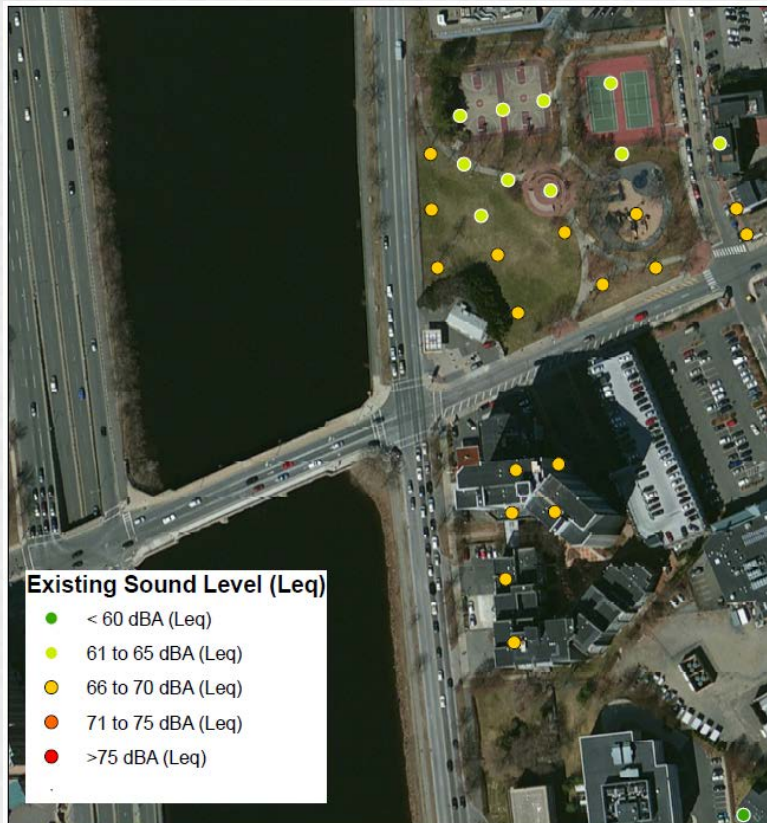 Existing Sound Level (Leq)
< 60 dBA (Leq)
61 to 65 dBA (Leq)
66 to 70 dBA (Leq)
71 to 75 dBA (Leq)
>75 dBA (Leq)